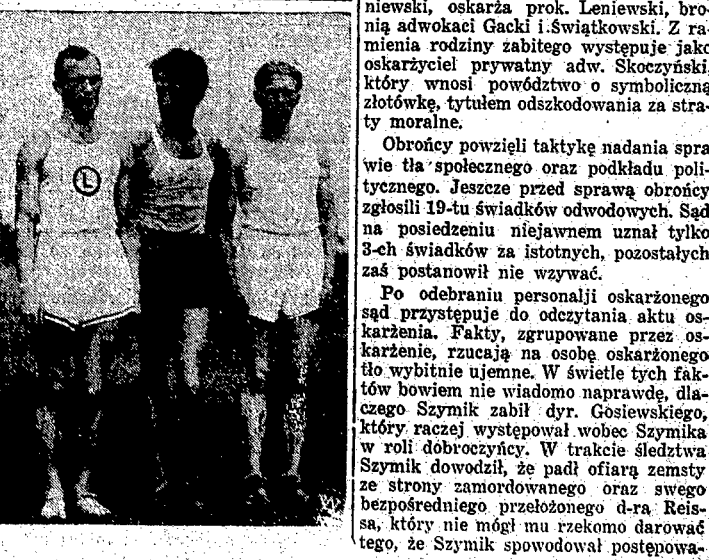 L
niewski, oskarża prok. Leniewski, bro-
nią adwokaci Gacki i Świątkowski. Z ra-
mienia rodziny zabitego występuje jako
oskarżyciel prywatny adw. Skoczyński,
który wnosi powództwo o symboliczną
złotówkę, tytułem odszkodowania za stra-
ty moralne.
Obrońcy powzięli taktykę nadania spra
wie tła społecznego oraz podkładu poli-
tycznego. Jeszcze przed sprawą obrońcy
zgłosili 19-tu świadków odwodowych. Sąd
na posiedzeniu niejawnem uznał tylko
3-ch świadków za istotnych, pozostałych
zaś postanowił nie wzywać.
Po odebraniu personalji oskarżonego
sąd przystępuje do odczytania aktu os-
karżenia. Fakty, zgrupowane przez os-
karżenie, rzucają na osobę oskarżonego
tło wybitnie ujemne. W świetle tych fak-
tów bowiem nie wiadomo naprawdę, dla-
czego Szymik zabił dyr. Gosiewskiego,
który raczej występował wobec Szymika
w roli dobroczyńcy. W trakcie śledztwa
Szymik dowodził, że padł ofiarą zemsty
ze strony zamordowanego oraz swego
bezpośredniego przełożonego d-ra Reis-
sa, który nie mógł mu rzekomo darować
tego, że Szymik spowodował postępowa-